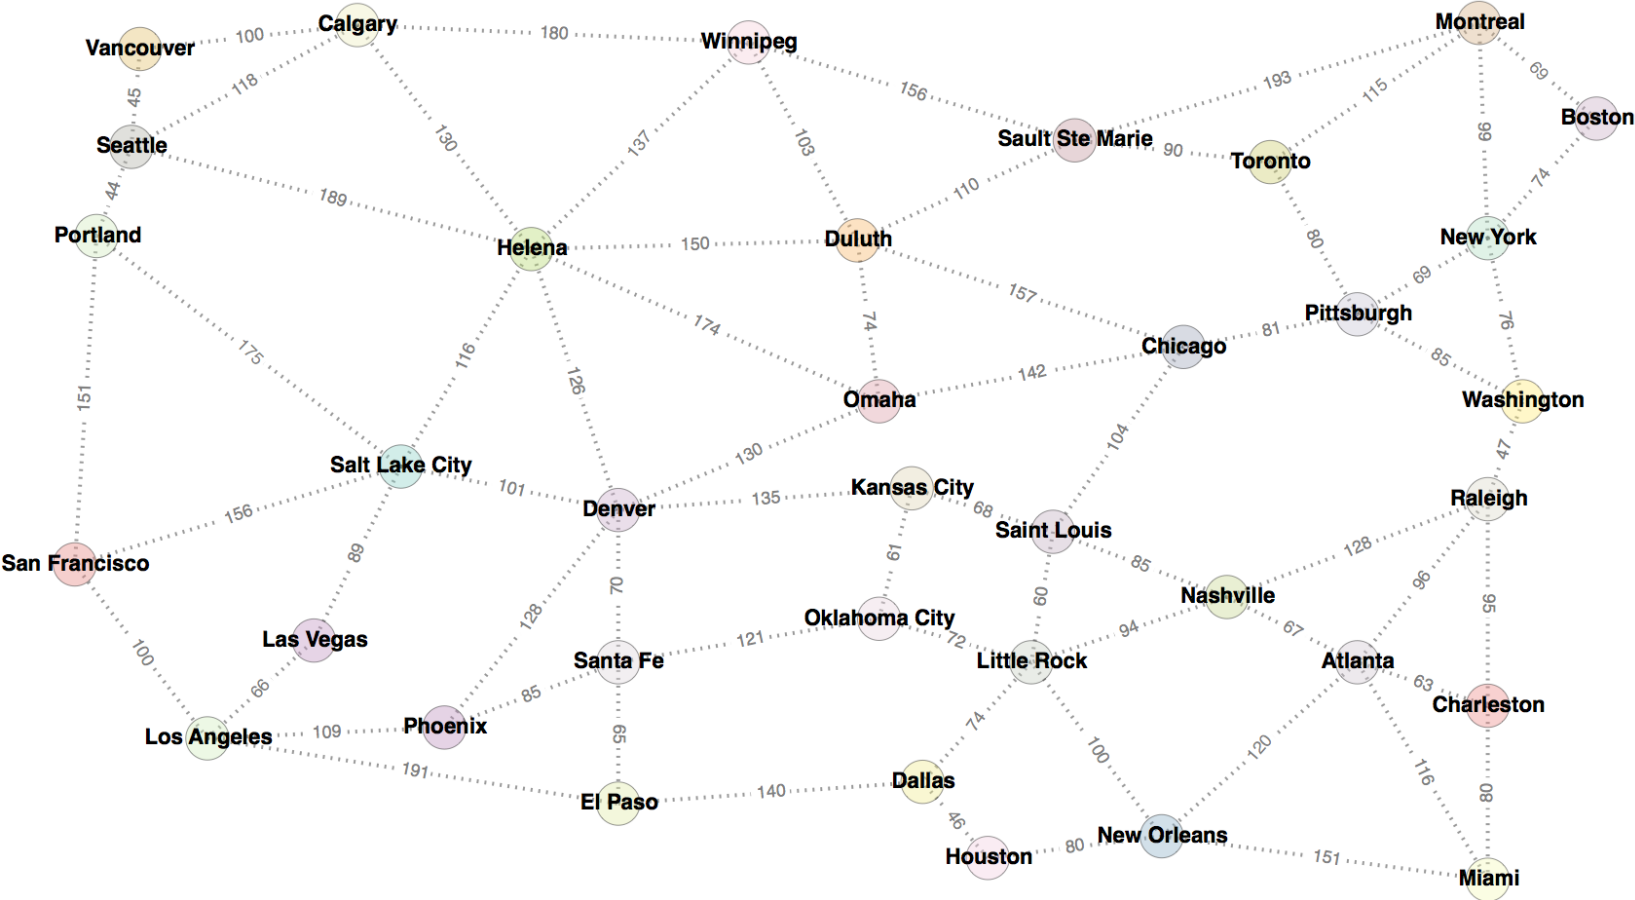 Calgary
Montreal
Vancouver
100
180
Winnipeg
69
118
193
45
156
115
Boston
Seattle
130
137
103
Sault Ste Marie
90
Toronto
99
44
189
110
74
Portland
Helena
150
Duluth
80
New York
157
69
174
74
Pittsburgh
76
175
116
Chicago
81
85
151
126
142
Omaha
Washington
104
130
47
Salt Lake City
101
135
Kansas City
68
Raleigh
156
Denver
Saint Louis
128
89
61
85
San Francisco
70
60
Nashville
96
95
128
Oklahoma City
94
67
Las Vegas
121
72
100
Santa Fe
Little Rock
Atlanta
66
85
63
Charleston
109
Phoenix
65
74
Los Angeles
100
120
191
116
140
Dallas
80
El Paso
46
New Orleans
80
Houston
151
Miami